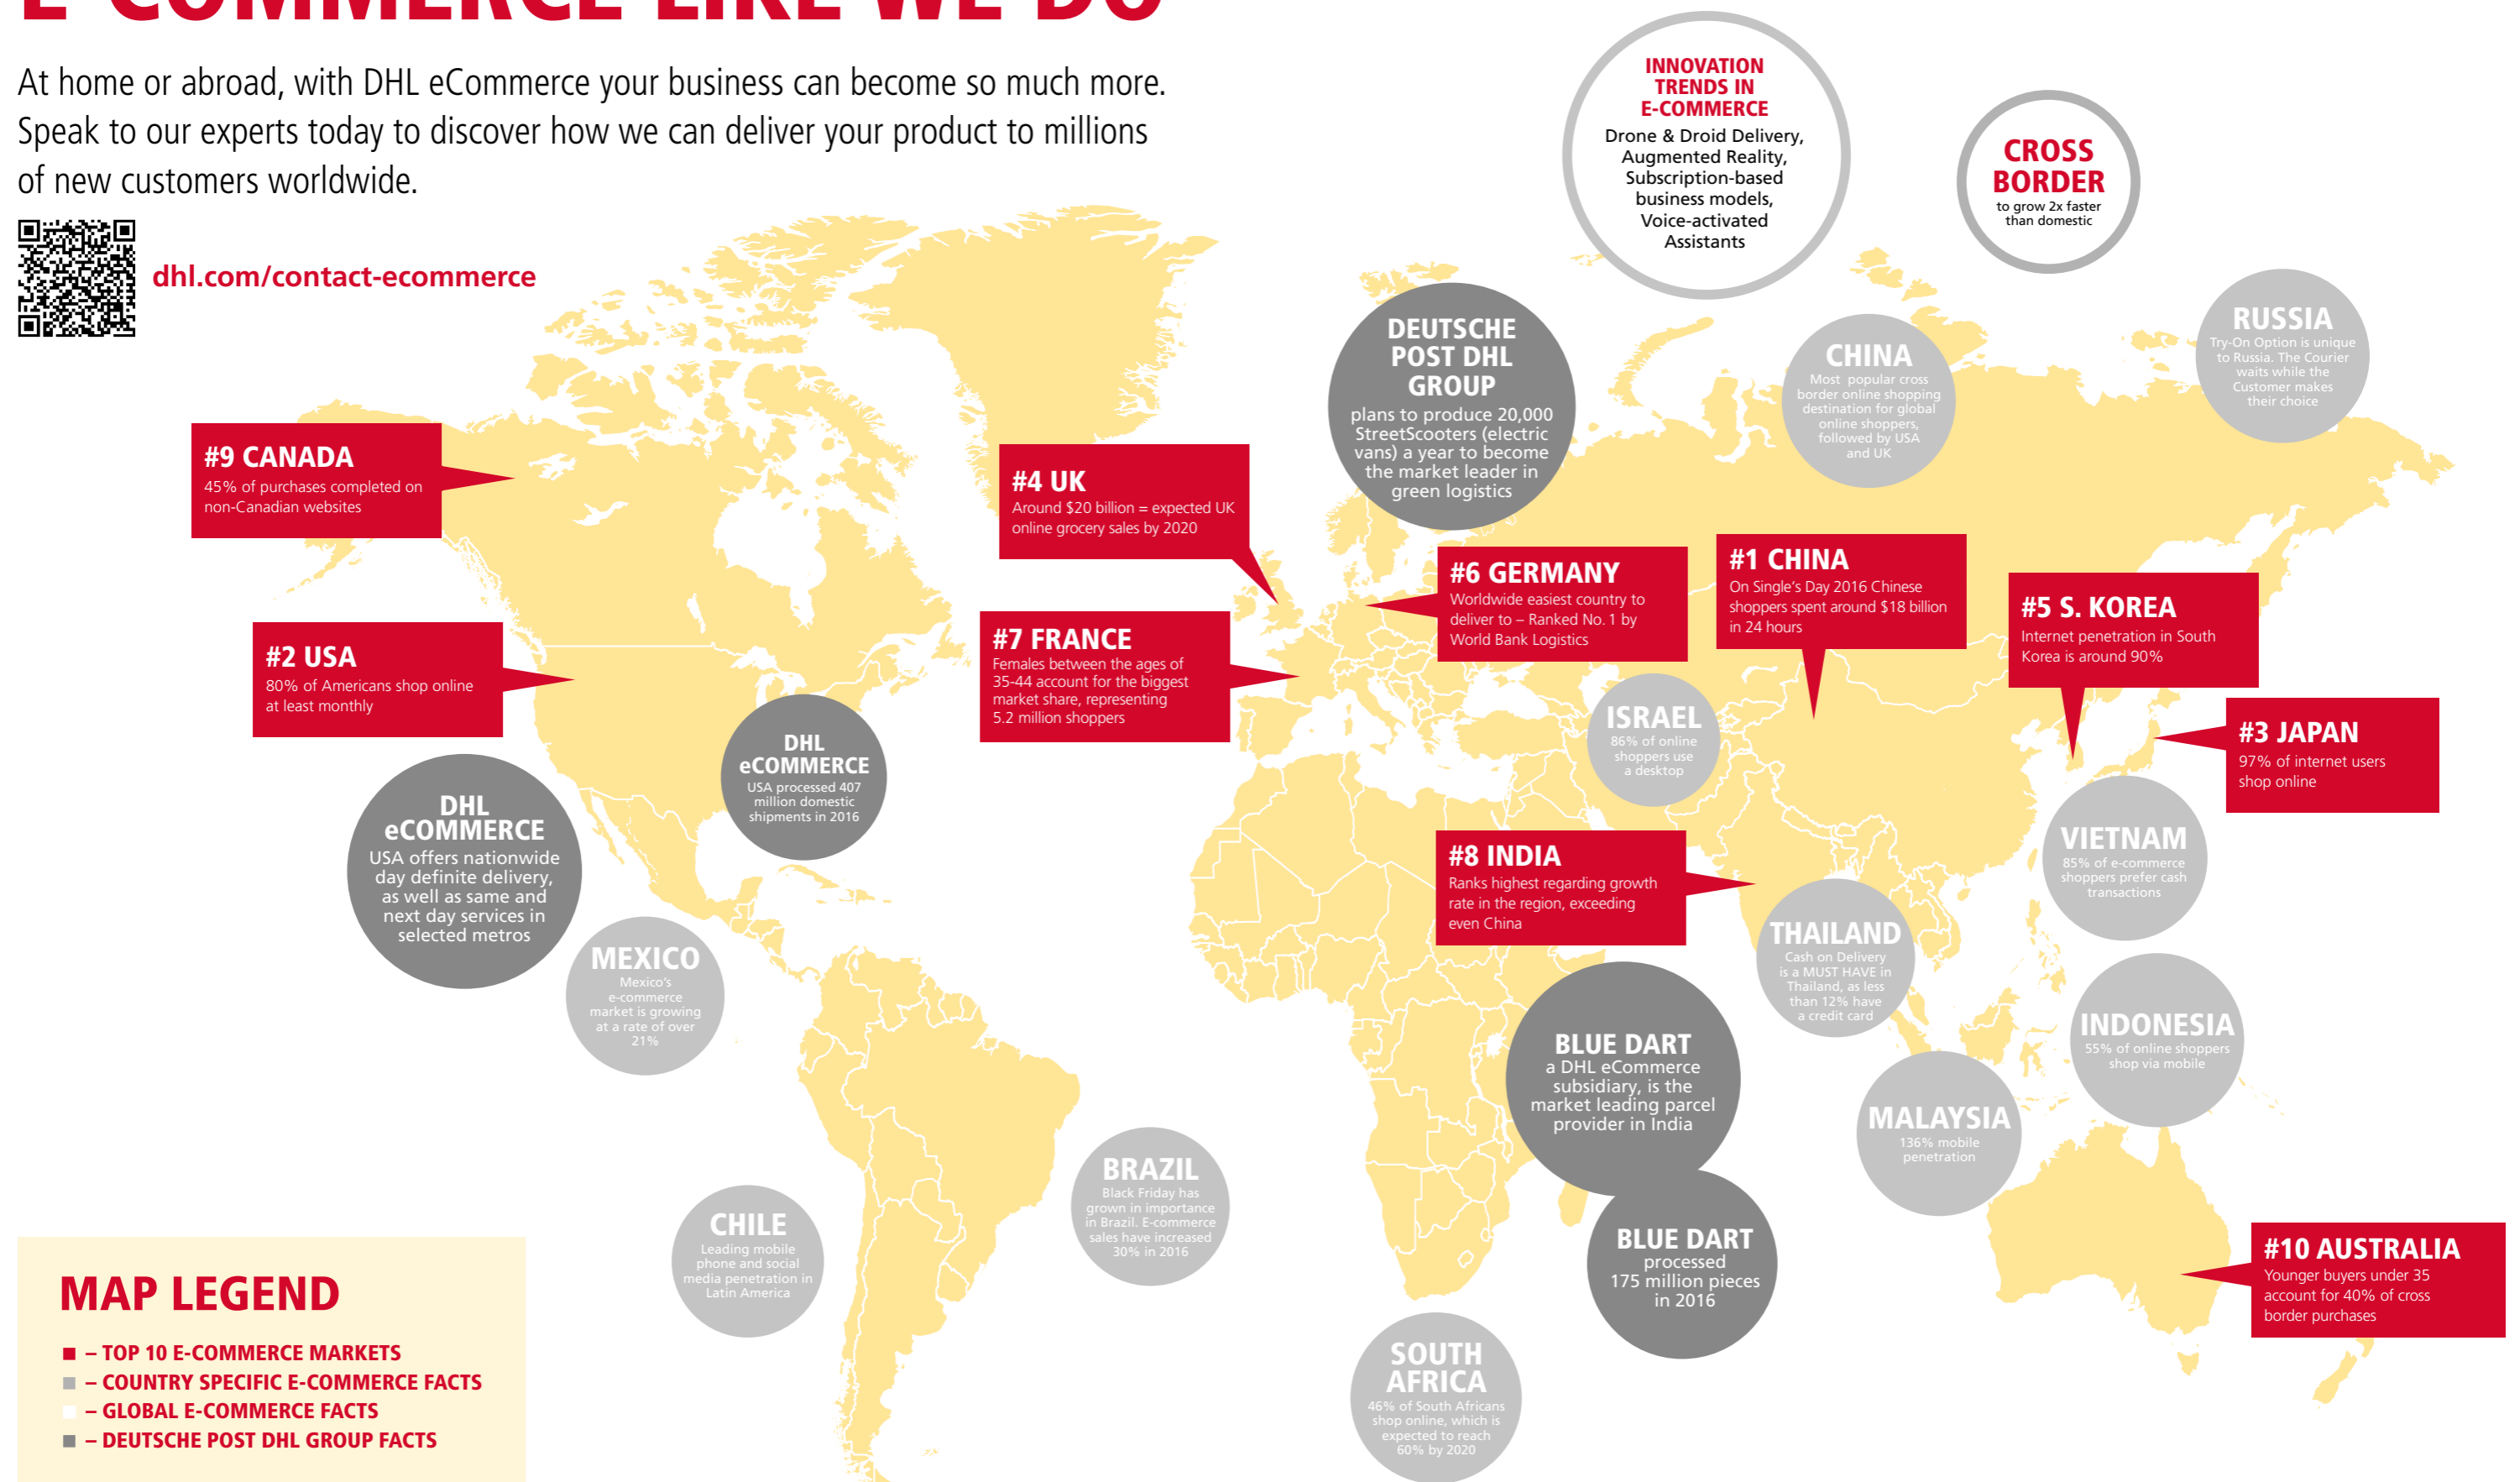 E-COMMERCE LIKE WE DO
At home or abroad, with DHL eCommerce your business can become so much more.
Speak to our experts today to discover how we can deliver your product to millions
of new customers worldwide.
dhl.com/contact-ecommerce
INNOVATION
TRENDS IN
E-COMMERCE
Drone & Droid Delivery,
Augmented Reality,
Subscription-based
business models,
Voice-activated
Assistants
CROSS
BORDER
to grow 2x faster
than domestic
DEUTSCHE
POST DHL
GROUP
plans to produce 20,000
StreetScooters (electric
vans) a year to become
the market leader in
green logistics
CHINA
Most popular cross
border online shopping
destination for global
online shoppers,
followed by USA
and UK
RUSSIA
Try-On Option is unique
to Russia. The Courier
waits while the
Customer makes
their choice
#9 CANADA
45% of purchases completed on
non-Canadian websites
#4 UK
Around $20 billion = expected UK
online grocery sales by 2020
#6 GERMANY
Worldwide easiest country to
deliver to – Ranked No. 1 by
World Bank Logistics
#1 CHINA
On Single's Day 2016 Chinese
shoppers spent around $18 billion
in 24 hours
#5 S. KOREA
Internet penetration in South
Korea is around 90%
#2 USA
80% of Americans shop online
at least monthly
#7 FRANCE
Females between the ages of
35-44 account for the biggest
market share, representing
5.2 million shoppers
ISRAEL
86% of online
shoppers use
a desktop
#3 JAPAN
97% of internet users
shop online
DHL
eCOMMERCE
USA processed 407
million domestic
shipments in 2016
DHL
eCOMMERCE
USA offers nationwide
day definite delivery,
as well as same and
next day services in
selected metros
#8 INDIA
Ranks highest regarding growth
rate in the region, exceeding
even China
VIETNAM
85% of e-commerce
shoppers prefer cash
transactions
MEXICO
Mexico's
e-commerce
market is growing
at a rate of over
21%
THAILAND
Cash on Delivery
is a MUST HAVE in
Thailand, as less
than 12% have
a credit card
BLUE DART
a DHL eCommerce
subsidiary, is the
market leading parcel
provider in India
INDONESIA
55% of online shoppers
shop via mobile
MALAYSIA
136% mobile
penetration
BRAZIL
Black Friday has
grown in importance
in Brazil. E-commerce
sales have increased
30% in 2016
CHILE
Leading mobile
phone and social
media penetration in
Latin America
BLUE DART
processed
175 million pieces
in 2016
#10 AUSTRALIA
Younger buyers under 35
account for 40% of cross
border purchases
SOUTH
AFRICA
46% of South Africans
shop online, which is
expected to reach
60% by 2020
MAP LEGEND
– TOP 10 E-COMMERCE MARKETS
– COUNTRY SPECIFIC E-COMMERCE FACTS
– GLOBAL E-COMMERCE FACTS
– DEUTSCHE POST DHL GROUP FACTS